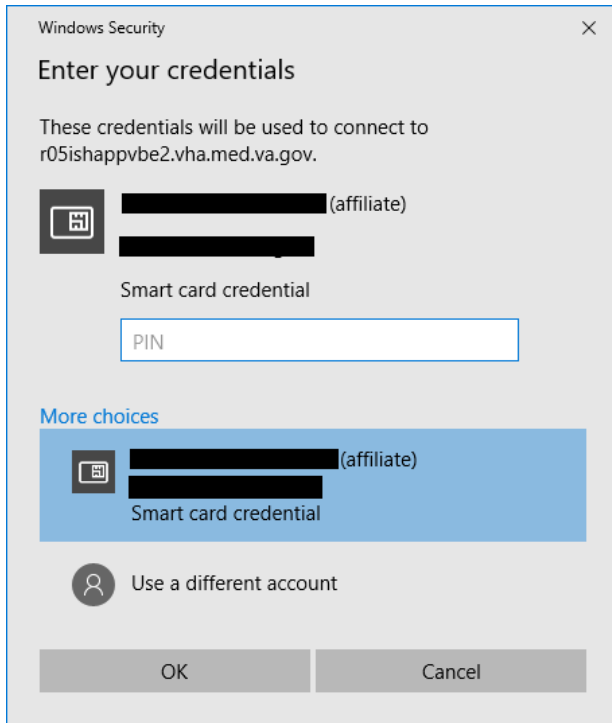 Windows Security
Enter your credentials
These credentials will be used to connect to
r05ishappvbe2.vha.med.va.gov.
(affiliate)
Smart card credential
PIN
More choices
(affiliate)
Smart card credential
Use a different account
OK
Cancel